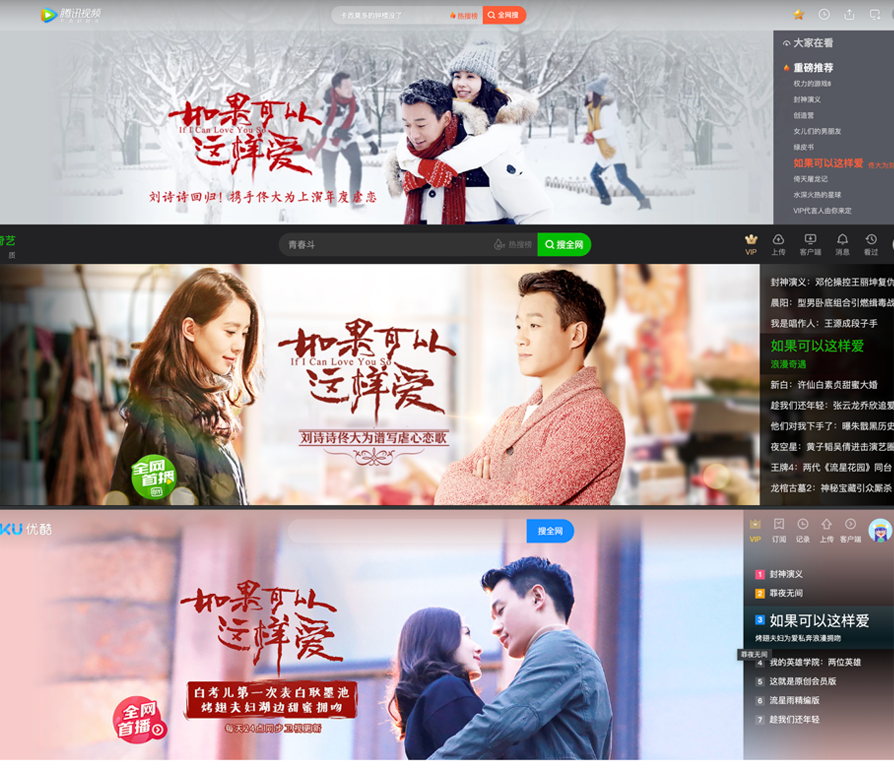 腾讯视频
卡西莫多的钟楼没了
热搜榜
全网搜
大家在看
重磅推荐
权力的游戏8
封神演义
创造营
女儿们的男朋友
绿皮书
如果可以这样爱
倚天屠龙记
水深火热的星球
VIP代言人由你来定
如果可以
If I Can Love You So
这样爱
刘诗诗回归！携手佟大为上演年度虐恋
奇艺
质
青春斗
热搜榜
搜全网
VIP
上传
客户端
消息
看过
如果可以
If I Can Love You So
这样爱
刘诗诗佟大为谱写虐心恋歌
全网
首播
封神演义：邓伦操控王丽坤复仇
晨阳：型男卧底组合引燃缉毒战
我是唱作人：王源成段子手
如果可以这样爱
浪漫奇遇
新白：许仙白素贞甜蜜大婚
趁我们还年轻：张云龙乔欣追爱
他们对我下手了：曝朱戬黑历史
夜空星：黄子韬吴倩进击演艺圈
王牌4：两代《流星花园》同台
龙棺古墓2：神秘宝藏引众厮杀
KU 优酷
搜全网
VIP
订阅
记录
上传
客户端
如果可以
这样爱
白考儿第一次表白耿墨池
烤翅夫妇湖边甜蜜拥吻
每天24点同步卫视更新
全网
首播
1 封神演义
2 罪夜无间
3 如果可以这样爱
烤翅夫妇为爱私奔浪漫拥吻
罪夜无间
4 我的英雄学院：两位英雄
5 这就是原创会员版
6 流星雨精编版
7 趁我们还年轻